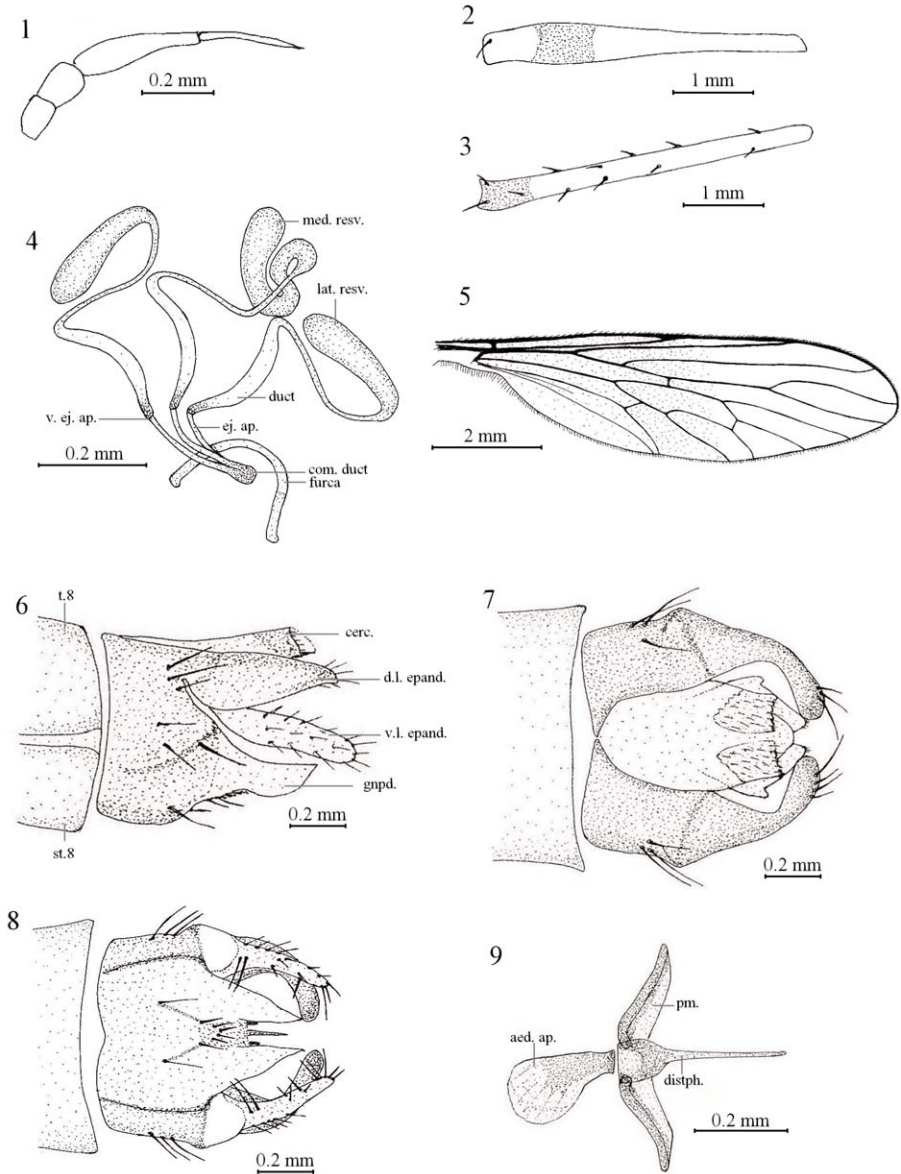 1
0.2 mm
2
1 mm
3
1 mm
4
med. resv.
lat. resv.
duct
v. ej. ap.
ej. ap.
com. duct
furca
0.2 mm
5
2 mm
6
t.8
cerc.
d.l. epand.
v.l. epand.
gnpd.
st.8
0.2 mm
7
0.2 mm
8
0.2 mm
9
pm.
aed. ap.
distph.
0.2 mm